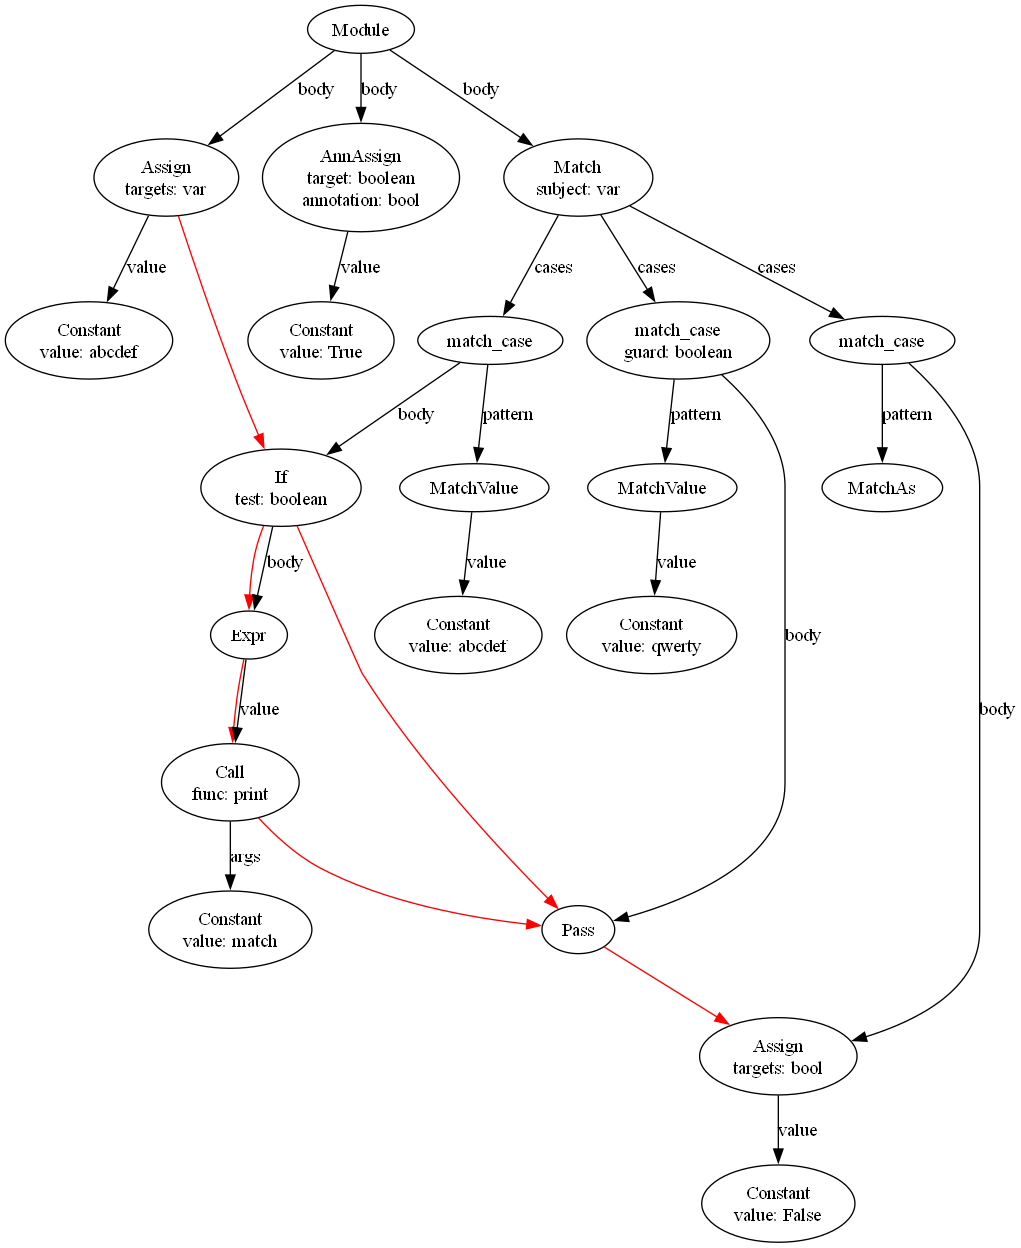 Module
body
body
body
Assign
targets: var
AnnAssign
target: boolean
annotation: bool
Match
subject: var
value
value
cases
cases
cases
Constant
value: abcdef
Constant
value: True
match_case
match_case
guard: boolean
match_case
body
pattern
pattern
pattern
If
test: boolean
MatchValue
MatchValue
MatchAs
body
value
value
Expr
Constant
value: abcdef
Constant
value: qwerty
body
value
body
Call
func: print
args
Constant
value: match
Pass
Assign
targets: bool
value
Constant
value: False